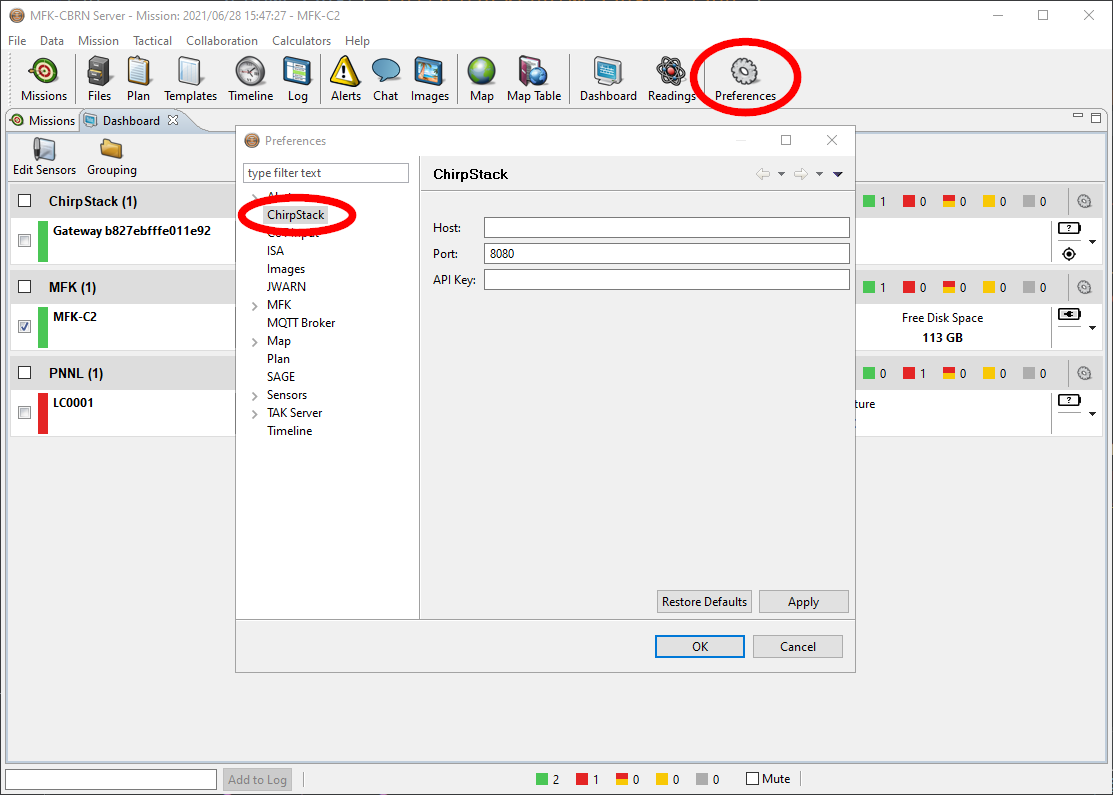 MFK-CBRN Server - Mission: 2021/06/28 15:47:27 - MFK-C2
File Data Mission Tactical Collaboration Calculators Help
Missions Files Plan Templates Timeline Log Alerts Chat Images Map Map Table Dashboard Readings Preferences
Missions Dashboard
Edit Sensors Grouping
ChirpStack (1)
1 0 0 0 0
Gateway b827ebfffe011e92
?
MFK (1)
1 0 0 0 0
MFK-C2
Free Disk Space
113 GB
PNNL (1)
0 1 0 0 0
LC0001
ture
?
Preferences
type filter text
ChirpStack
ISA
Images
JWARN
MFK
MQTT Broker
Map
Plan
SAGE
Sensors
TAK Server
Timeline
ChirpStack
Host:
Port: 8080
API Key:
Restore Defaults Apply
OK Cancel
Add to Log
2 1 0 0 0
Mute